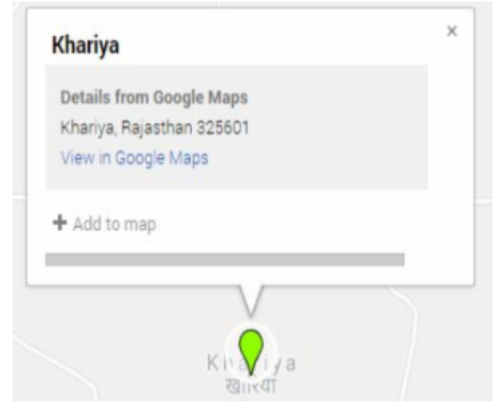 Khariya
×
Details from Google Maps
Khariya, Rajasthan 325601
View in Google Maps
+ Add to map
Khariya
खारिया